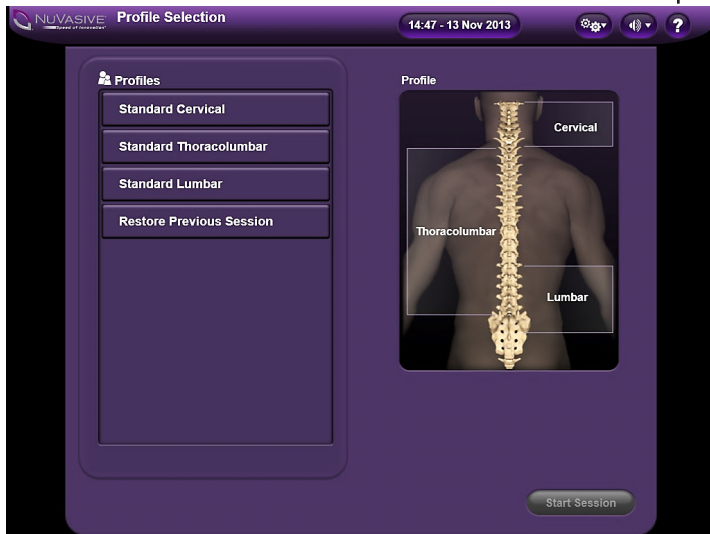 NUVASIVE
Speed of Innovation
Profile Selection
14:47 - 13 Nov 2013
?
Profiles
Standard Cervical
Standard Thoracolumbar
Standard Lumbar
Restore Previous Session
Profile
Cervical
Thoracolumbar
Lumbar
Start Session